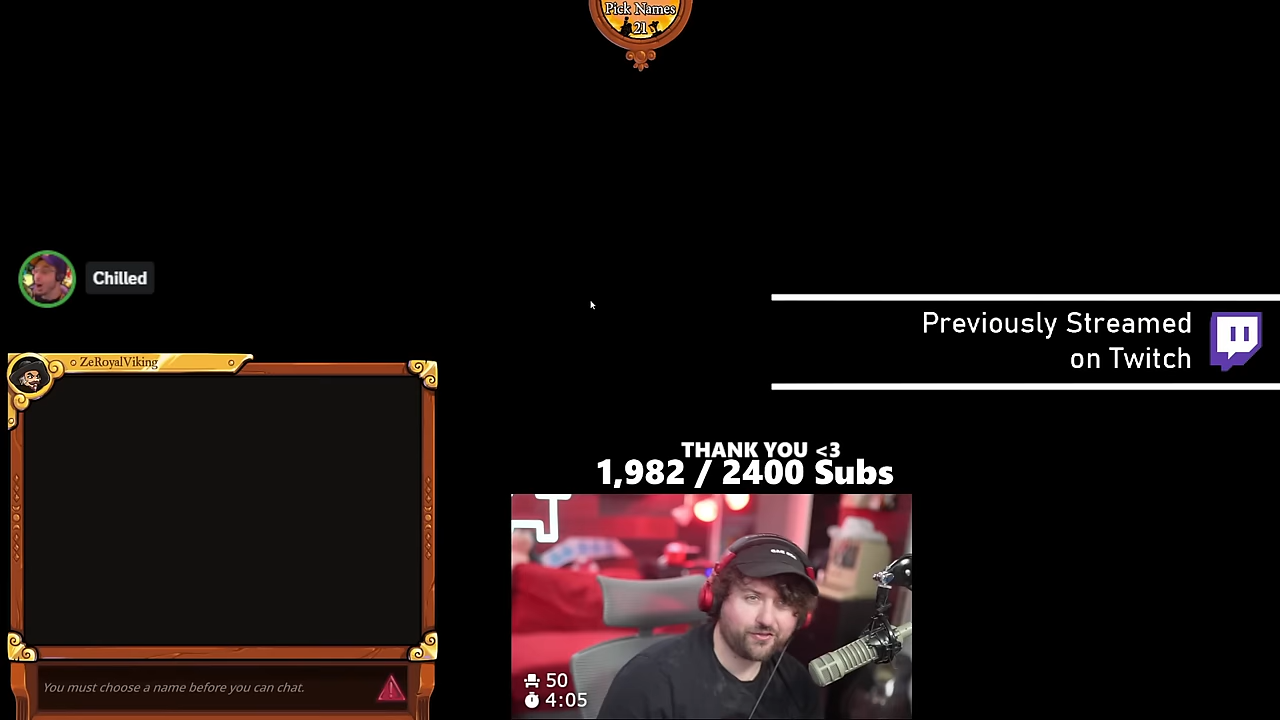 Pick Names
21
Chilled
Previously Streamed
on Twitch
ZeRoyalViking
THANK YOU <3
1,982 / 2400 Subs
50
4:05
You must choose a name before you can chat.